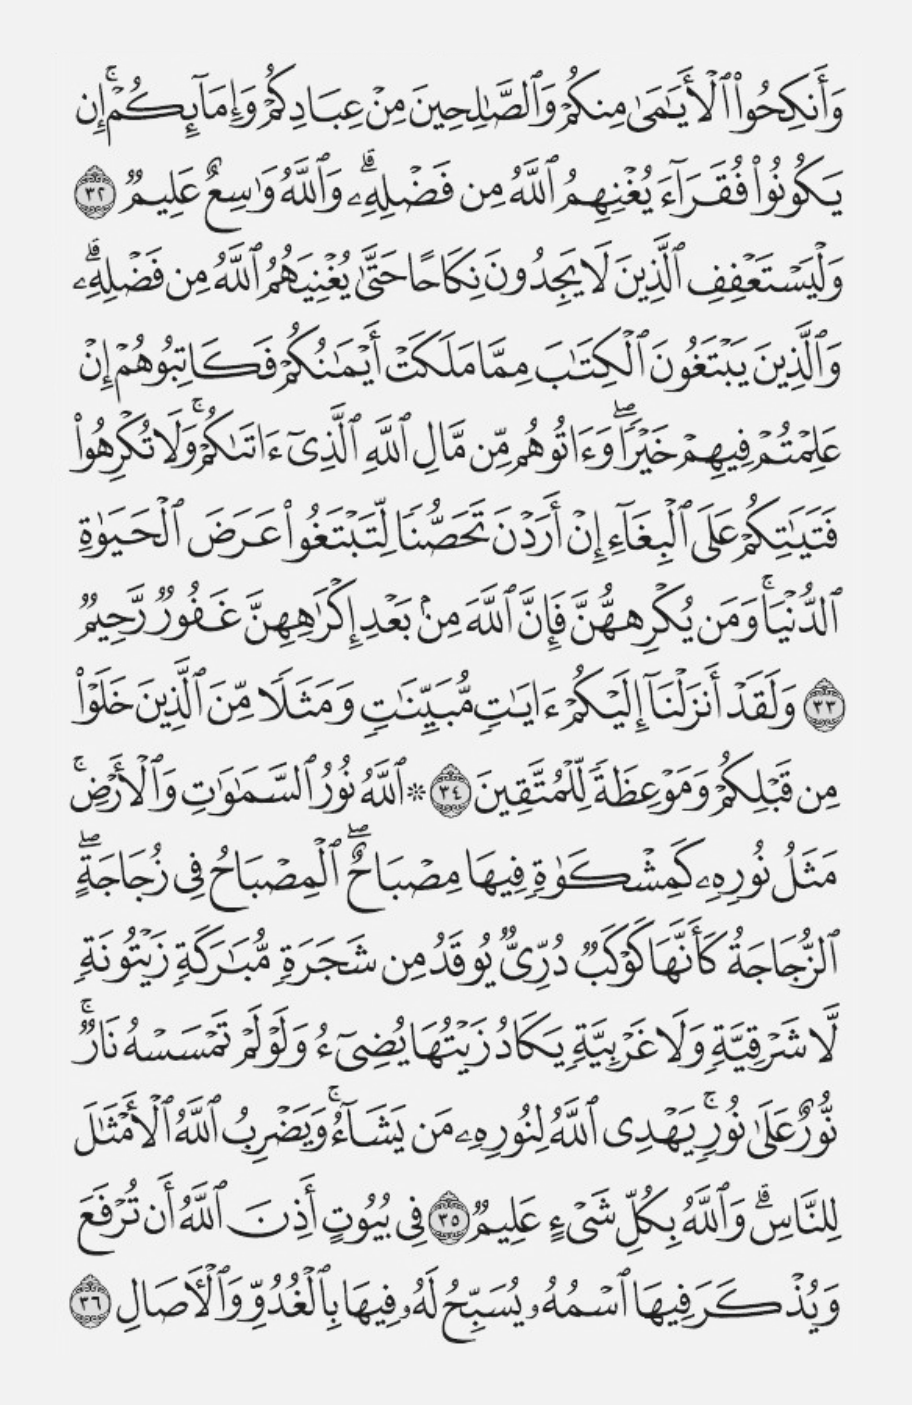 وَأَنكِحُوا۟ ٱلْأَيَـٰمَىٰ مِنكُمْ وَٱلصَّـٰلِحِينَ مِنْ عِبَادِكُمْ وَإِمَآئِكُمْ ۚ إِن
يَكُونُوا۟ فُقَرَآءَ يُغْنِهِمُ ٱللَّهُ مِن فَضْلِهِۦ ۗ وَٱللَّهُ وَٰسِعٌ عَلِيمٌ ٣٢
وَلْيَسْتَعْفِفِ ٱلَّذِينَ لَا يَجِدُونَ نِكَاحًا حَتَّىٰ يُغْنِيَهُمُ ٱللَّهُ مِن فَضْلِهِۦ ۗ
وَٱلَّذِينَ يَبْتَغُونَ ٱلْكِتَـٰبَ مِمَّا مَلَكَتْ أَيْمَـٰنُكُمْ فَكَاتِبُوهُمْ إِنْ
عَلِمْتُمْ فِيهِمْ خَيْرًا ۖ وَءَاتُوهُم مِّن مَّالِ ٱللَّهِ ٱلَّذِىٓ ءَاتَىٰكُمْ ۚ وَلَا تُكْرِهُوا۟
فَتَيَـٰتِكُمْ عَلَى ٱلْبِغَآءِ إِنْ أَرَدْنَ تَحَصُّنًا لِّتَبْتَغُوا۟ عَرَضَ ٱلْحَيَوٰةِ
ٱلدُّنْيَا ۚ وَمَن يُكْرِههُّنَّ فَإِنَّ ٱللَّهَ مِنۢ بَعْدِ إِكْرَٰهِهِنَّ غَفُورٌ رَّحِيمٌ
٣٣ وَلَقَدْ أَنزَلْنَآ إِلَيْكُمْ ءَايَـٰتٍ مُّبَيِّنَـٰتٍ وَمَثَلًا مِّنَ ٱلَّذِينَ خَلَوْا۟
مِن قَبْلِكُمْ وَمَوْعِظَةً لِّلْمُتَّقِينَ ٣٤ * ٱللَّهُ نُورُ ٱلسَّمَـٰوَٰتِ وَٱلْأَرْضِ ۚ
مَثَلُ نُورِهِۦ كَمِشْكَوٰةٍ فِيهَا مِصْبَاحٌ ۖ ٱلْمِصْبَاحُ فِى زُجَاجَةٍ ۖ
ٱلزُّجَاجَةُ كَأَنَّهَا كَوْكَبٌ دُرِّىٌّ يُوقَدُ مِن شَجَرَةٍ مُّبَـٰرَكَةٍ زَيْتُونَةٍ
لَّا شَرْقِيَّةٍ وَلَا غَرْبِيَّةٍ يَكَادُ زَيْتُهَا يُضِىٓءُ وَلَوْ لَمْ تَمْسَسْهُ نَارٌ ۚ
نُّورٌ عَلَىٰ نُورٍ ۗ يَهْدِى ٱللَّهُ لِنُورِهِۦ مَن يَشَآءُ ۚ وَيَضْرِبُ ٱللَّهُ ٱلْأَمْثَـٰلَ
لِلنَّاسِ ۗ وَٱللَّهُ بِكُلِّ شَىْءٍ عَلِيمٌ ٣٥ فِى بُيُوتٍ أَذِنَ ٱللَّهُ أَن تُرْفَعَ
وَيُذْكَرَ فِيهَا ٱسْمُهُۥ يُسَبِّحُ لَهُۥ فِيهَا بِٱلْغُدُوِّ وَٱلْـَٔاصَالِ ٣٦